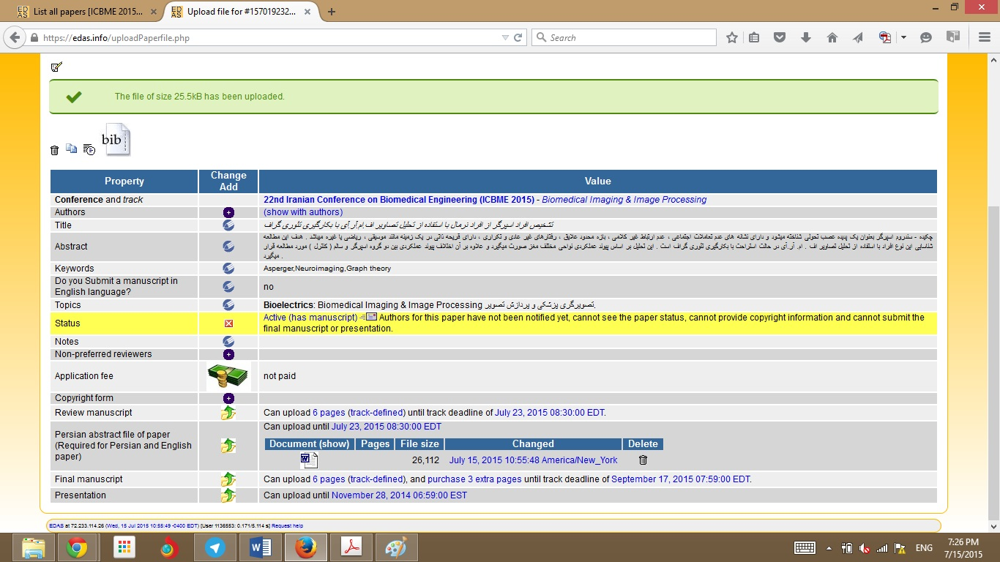 List all papers [ICBME 2015...
Upload file for #157019232...
https://edas.info/uploadPaperfile.php
Search
The file of size 25.5kB has been uploaded.
bib
Property
Change Add
Value
Conference and track
22nd Iranian Conference on Biomedical Engineering (ICBME 2015) - Biomedical Imaging & Image Processing
Authors
(show with authors)
Title
تشخیص افراد اسپرگر از افراد نرمال با استفاده از تحلیل تصاویر اف.ام.آر.آی با بکارگیری تئوری گراف
Abstract
چکیده - سندروم اسپرگر بعنوان یک پدیده عصب تحولی شناخته میشود و دارای نشانه های عدم تعاملات اجتماعی ، عدم ارتباط غیر کلامی ، بازه محدود علایق ، رفتارهای غیر عادی و تکراری ، دارای قریحه ذاتی در یک زمینه مانند موسیقی ، ریاضی یا غیره میباشد . هدف این مطالعه
شناسایی این نوع افراد با استفاده از تحلیل تصاویر اف . ام. آر.آی در حالت استراحت با بکارگیری تئوری گراف است . این تحلیل بر اساس پیوند عملکردی نواحی مختلف مغز صورت میگیرد و علاوه بر آن اختلاف پیوند عملکردی بین دو گروه اسپرگر و سالم ( کنترل ) مورد مطالعه قرار
میگیرد .
Keywords
Asperger,Neuroimaging,Graph theory
Do you Submit a manuscript in
English language?
no
Topics
Bioelectrics: Biomedical Imaging & Image Processing تصویرگری پزشکی و پردازش تصویر.
Status
Active (has manuscript) Authors for this paper have not been notified yet, cannot see the paper status, cannot provide copyright information and cannot submit the
final manuscript or presentation.
Notes
Non-preferred reviewers
Application fee
not paid
Copyright form
Review manuscript
Can upload 6 pages (track-defined) until track deadline of July 23, 2015 08:30:00 EDT.
Persian abstract file of paper
(Required for Persian and English
paper)
Can upload until July 23, 2015 08:30:00 EDT
Document (show) Pages File size Changed Delete
26,112 July 15, 2015 10:55:48 America/New_York
Final manuscript
Can upload 6 pages (track-defined), and purchase 3 extra pages until track deadline of September 17, 2015 07:59:00 EDT.
Presentation
Can upload until November 28, 2014 06:59:00 EST
EDAS at 72.233.114.26 (Wed, 15 Jul 2015 10:55:49 -0400 EDT) [User 1136553: 0.171/5.114 s] Request help
ENG
7:26 PM
7/15/2015